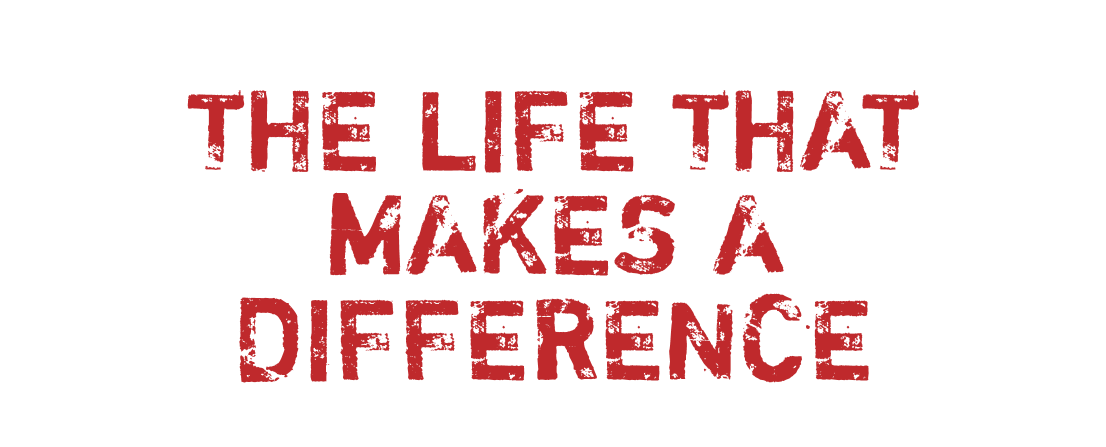 THE LIFE THAT
MAKES A
DIFFERENCE